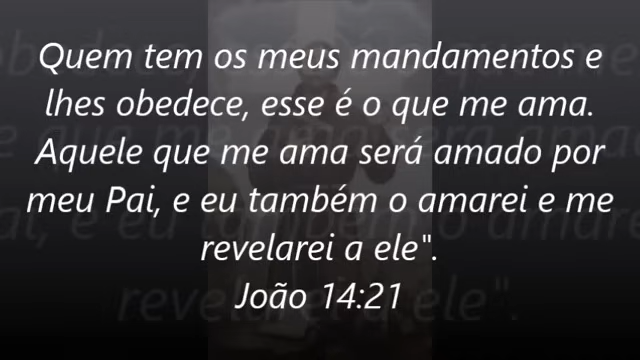 Quem tem os meus mandamentos e
lhes obedece, esse é o que me ama.
Aquele que me ama será amado por
meu Pai, e eu também o amarei e me
revelarei a ele".
João 14:21